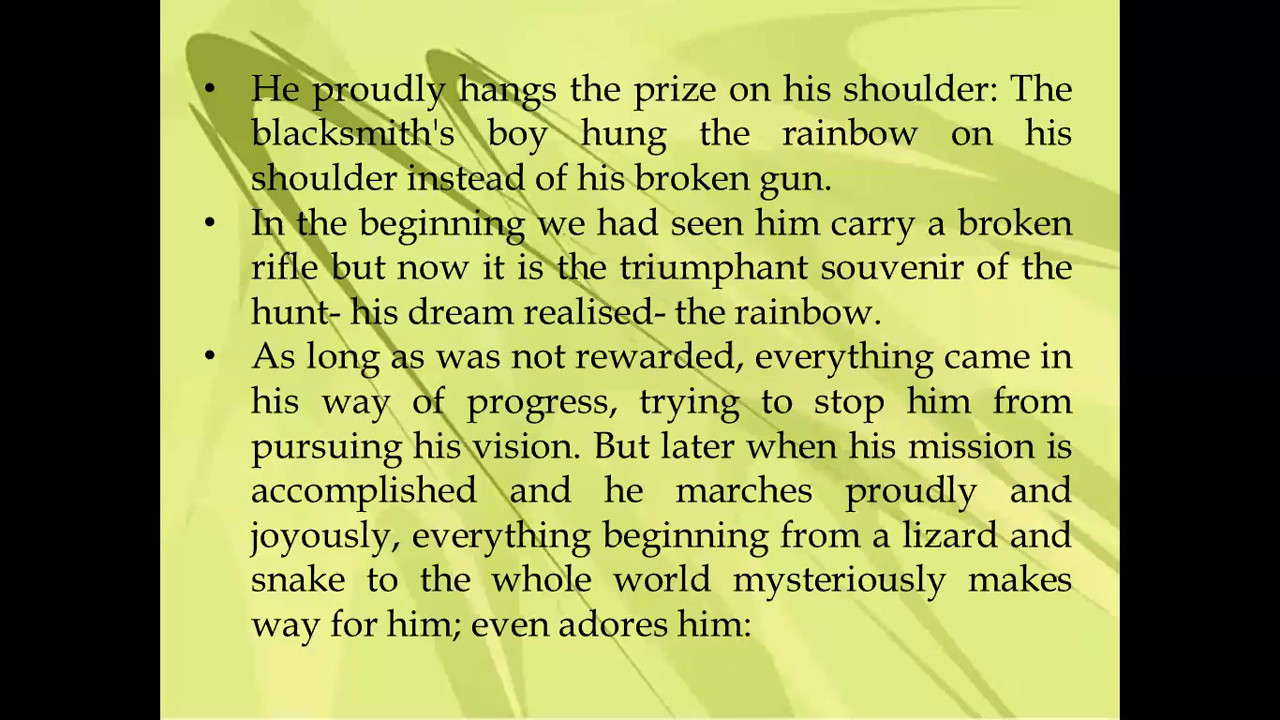 • He proudly hangs the prize on his shoulder: The
blacksmith's boy hung the rainbow on his
shoulder instead of his broken gun.
• In the beginning we had seen him carry a broken
rifle but now it is the triumphant souvenir of the
hunt- his dream realised- the rainbow.
• As long as was not rewarded, everything came in
his way of progress, trying to stop him from
pursuing his vision. But later when his mission is
accomplished and he marches proudly and
joyously, everything beginning from a lizard and
snake to the whole world mysteriously makes
way for him; even adores him: